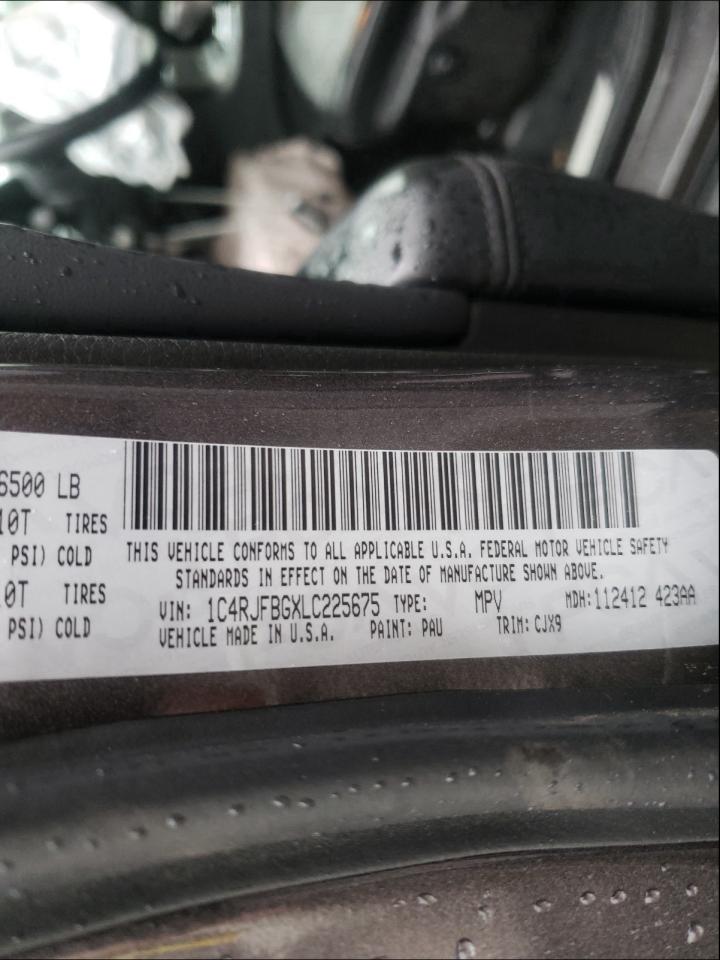 6500 LB
10T TIRES
PSI) COLD
0T TIRES
PSI) COLD
THIS VEHICLE CONFORMS TO ALL APPLICABLE U.S.A. FEDERAL MOTOR VEHICLE SAFETY
STANDARDS IN EFFECT ON THE DATE OF MANUFACTURE SHOWN ABOVE.
VIN: 1C4RJFBGXLC225675 TYPE: MPV MDH:112412 423AA
VEHICLE MADE IN U.S.A. PAINT: PAU TRIM: CJX9